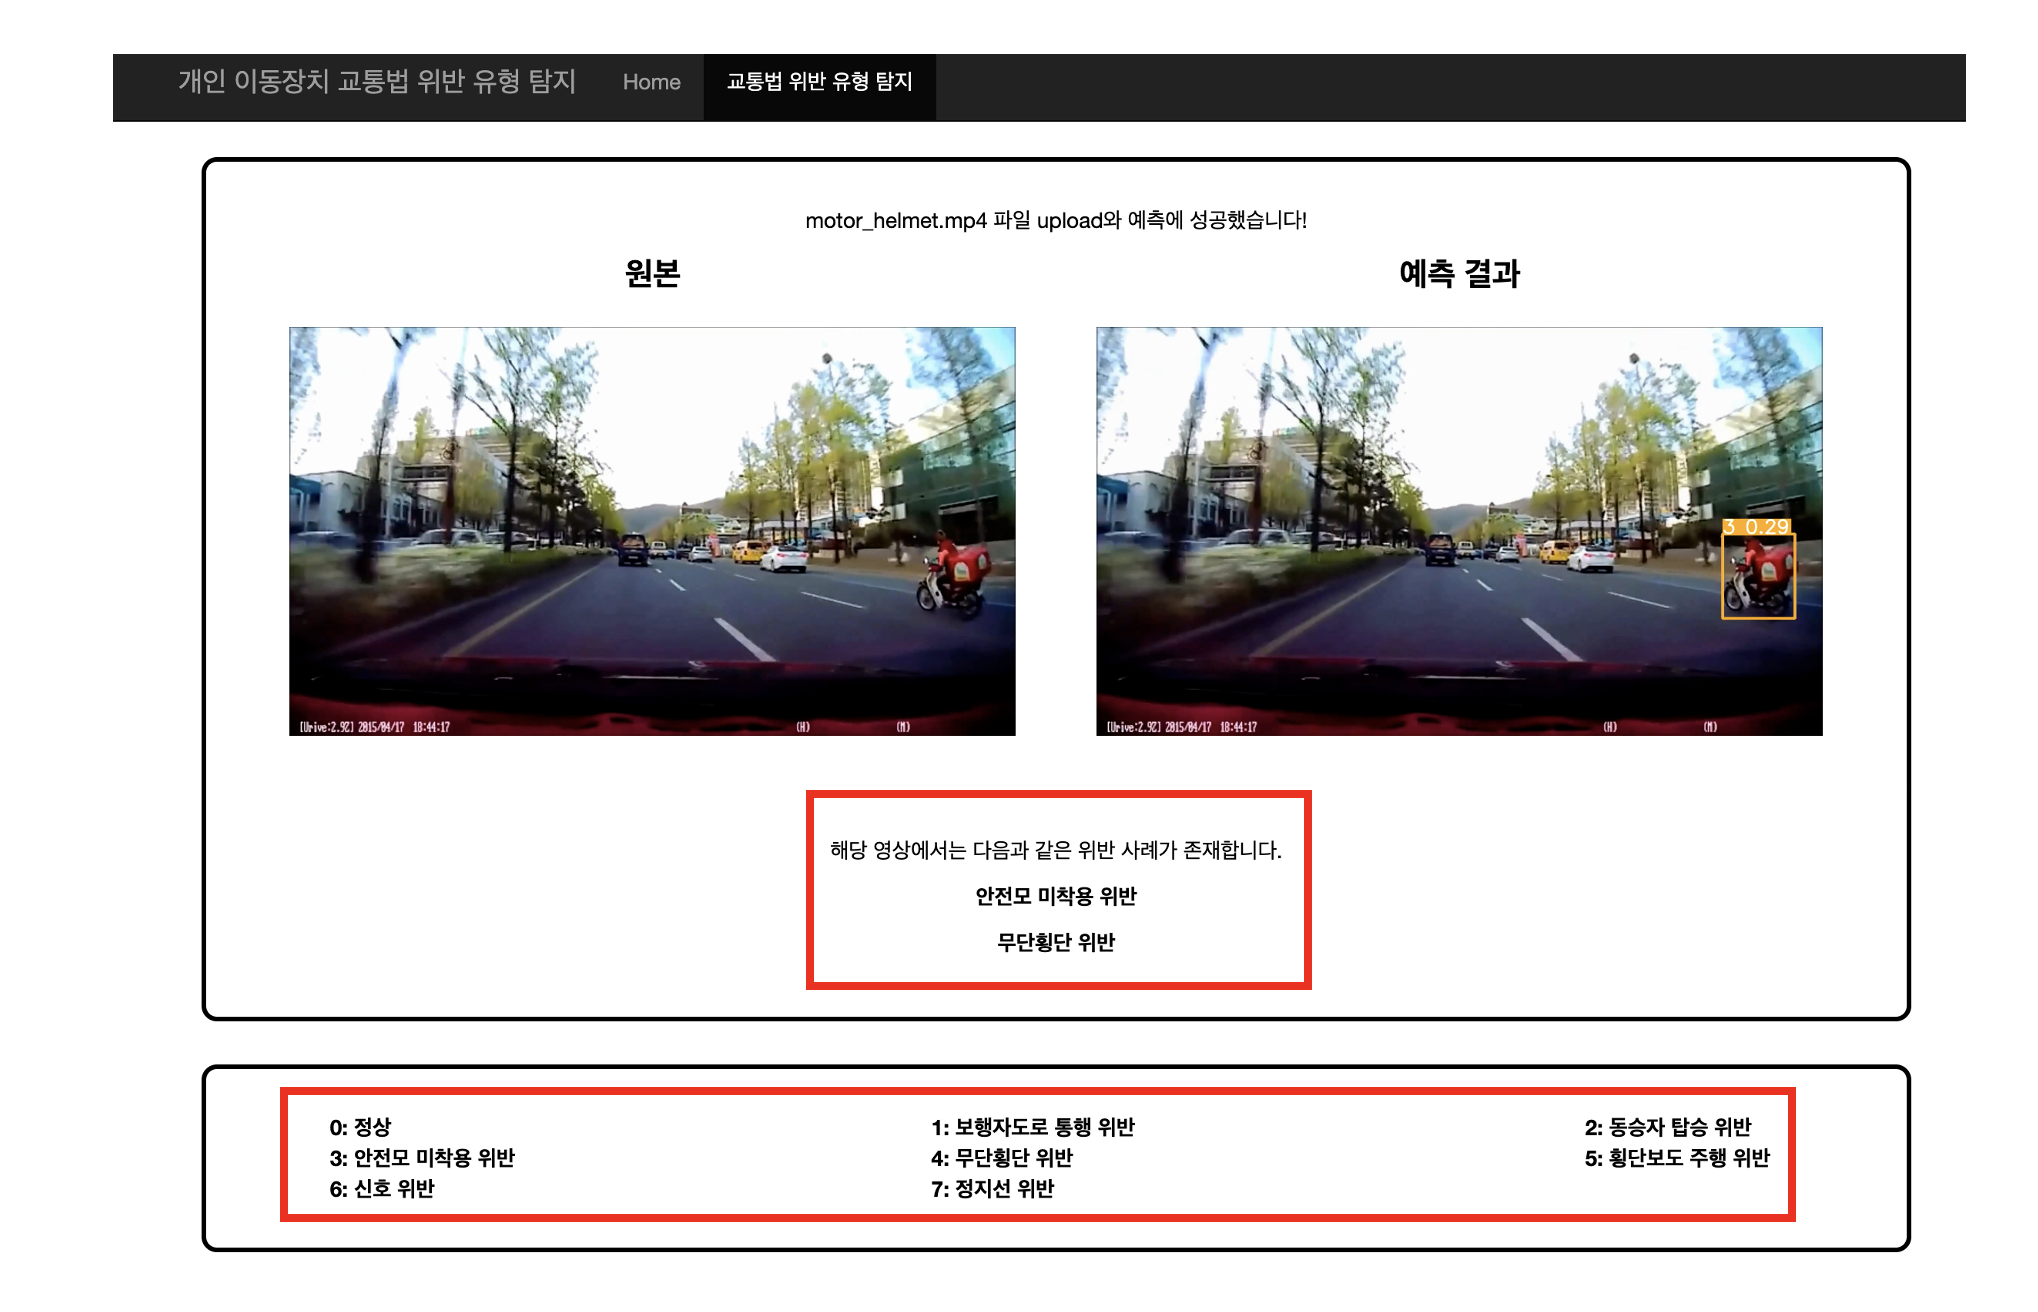 개인 이동장치 교통법 위반 유형 탐지 Home 교통법 위반 유형 탐지
motor_helmet.mp4 파일 upload와 예측에 성공했습니다!
원본 예측 결과
3 0.29
[Drive:2.9Z] 2015/04/17 18:44:17 (H) (M)
[Drive:2.9Z] 2015/04/17 18:44:17 (H) (M)
해당 영상에서는 다음과 같은 위반 사례가 존재합니다.
안전모 미착용 위반
무단횡단 위반
0: 정상 1: 보행자도로 통행 위반 2: 동승자 탑승 위반
3: 안전모 미착용 위반 4: 무단횡단 위반 5: 횡단보도 주행 위반
6: 신호 위반 7: 정지선 위반